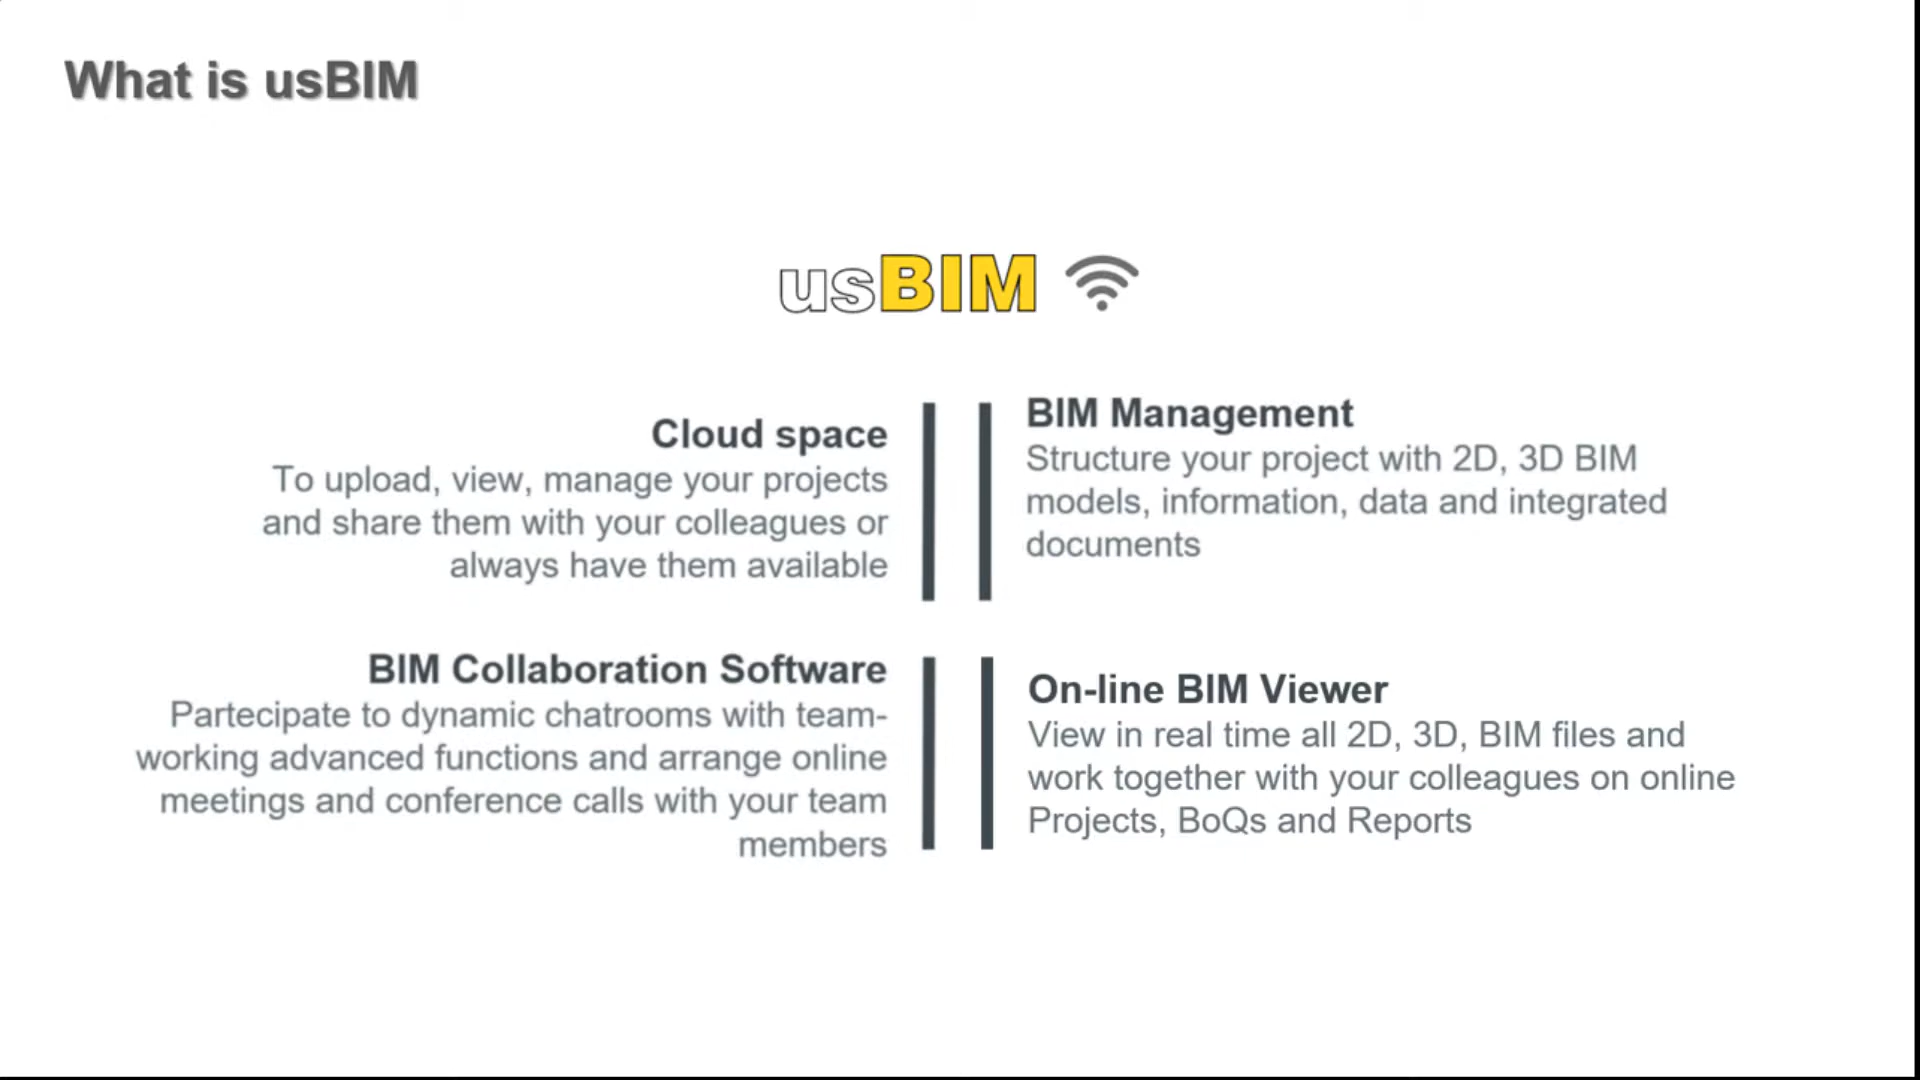 What is usBIM
usBIM
Cloud space
To upload, view, manage your projects
and share them with your colleagues or
always have them available
BIM Management
Structure your project with 2D, 3D BIM
models, information, data and integrated
documents
BIM Collaboration Software
Partecipate to dynamic chatrooms with team-
working advanced functions and arrange online
meetings and conference calls with your team
members
On-line BIM Viewer
View in real time all 2D, 3D, BIM files and
work together with your colleagues on online
Projects, BoQs and Reports